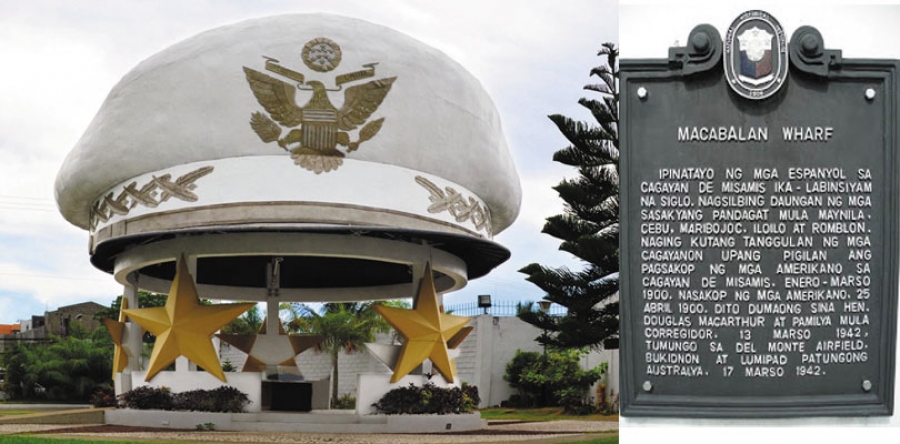 1906
MACABALAN WHARF
IPINATAYO NG MGA ESPANYOL SA
CAGAYAN DE MISAMIS IKA - LABINSIYAM
NA SIGLO. NAGSILBING DAUNGAN NG MGA
SASAKYANG PANDAGAT MULA MAYNILA,
CEBU, MARIBOJOC, ILOILO AT ROMBLON.
NAGING KUTANG TANGGULAN NG MGA
CAGAYANON UPANG PIGILAN ANG
PAGSAKOP NG MGA AMERIKANO SA
CAGAYAN DE MISAMIS, ENERO - MARSO
1900. NASAKOP NG MGA AMERIKANO, 25
ABRIL 1900. DITO DUMAONG SINA HEN.
DOUGLAS MACARTHUR AT PAMILYA MULA
CORREGIDOR, 13 MARSO 1942.
TUMUNGO SA DEL MONTE AIRFIELD,
BUKIDNON AT LUMIPAD PATUNGONG
AUSTRALYA, 17 MARSO 1942.